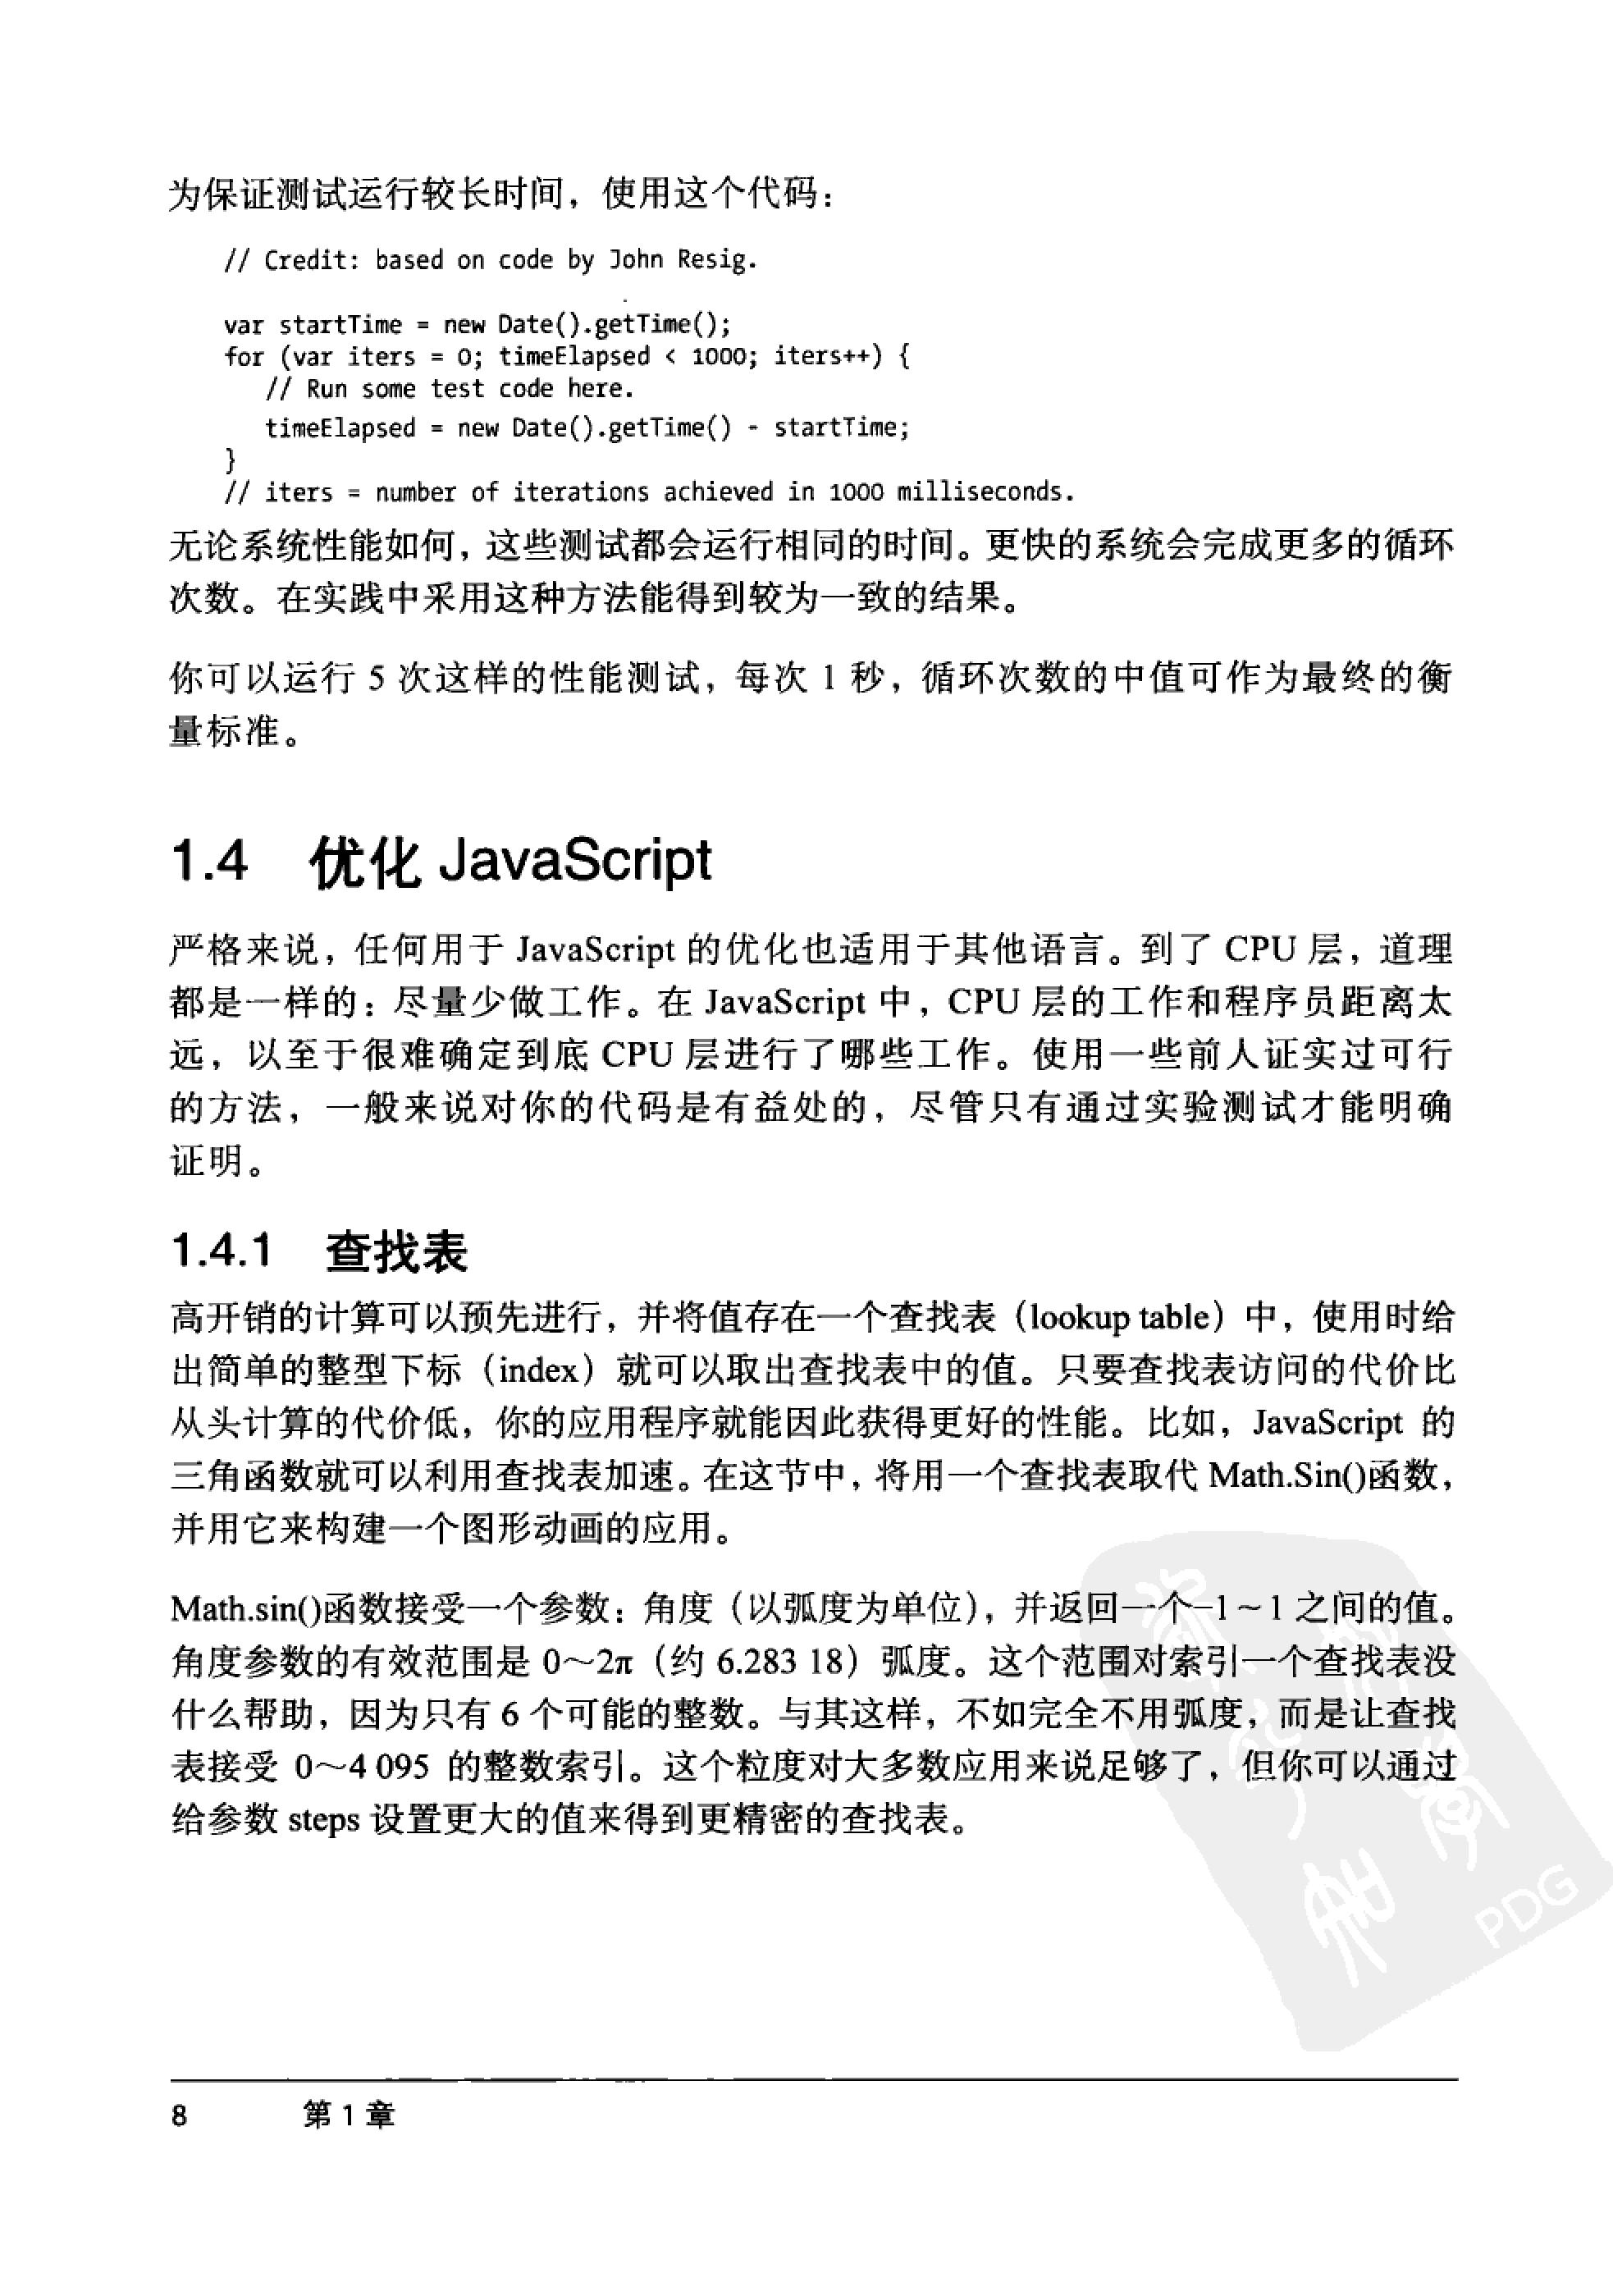 为保证测试运行较长时间，使用这个代码：
// Credit: based on code by John Resig.
var startTime = new Date().getTime();
for (var iters = 0; timeElapsed < 1000; iters++) {
// Run some test code here.
timeElapsed = new Date().getTime() - startTime;
}
// iters = number of iterations achieved in 1000 milliseconds.
无论系统性能如何，这些测试都会运行相同的时间。更快的系统会完成更多的循环
次数。在实践中采用这种方法能得到较为一致的结果。
你可以运行 5 次这样的性能测试，每次 1 秒，循环次数的中值可作为最终的衡
量标准。
1.4 优化 JavaScript
严格来说，任何用于 JavaScript 的优化也适用于其他语言。到了 CPU 层，道理
都是一样的：尽量少做工作。在 JavaScript 中，CPU 层的工作和程序员距离太
远，以至于很难确定到底 CPU 层进行了哪些工作。使用一些前人证实过可行
的方法，一般来说对你的代码是有益处的，尽管只有通过实验测试才能明确
证明。
1.4.1 查找表
高开销的计算可以预先进行，并将值存在一个查找表（lookup table）中，使用时给
出简单的整型下标（index）就可以取出查找表中的值。只要查找表访问的代价比
从头计算的代价低，你的应用程序就能因此获得更好的性能。比如，JavaScript 的
三角函数就可以利用查找表加速。在这节中，将用一个查找表取代 Math.Sin()函数，
并用它来构建一个图形动画的应用。
Math.sin()函数接受一个参数：角度（以弧度为单位），并返回一个–1～1 之间的值。
角度参数的有效范围是 0～2π（约 6.283 18）弧度。这个范围对索引一个查找表没
什么帮助，因为只有 6 个可能的整数。与其这样，不如完全不用弧度，而是让查找
表接受 0～4 095 的整数索引。这个粒度对大多数应用来说足够了，但你可以通过
给参数 steps 设置更大的值来得到更精密的查找表。
PDG
8 第 1 章